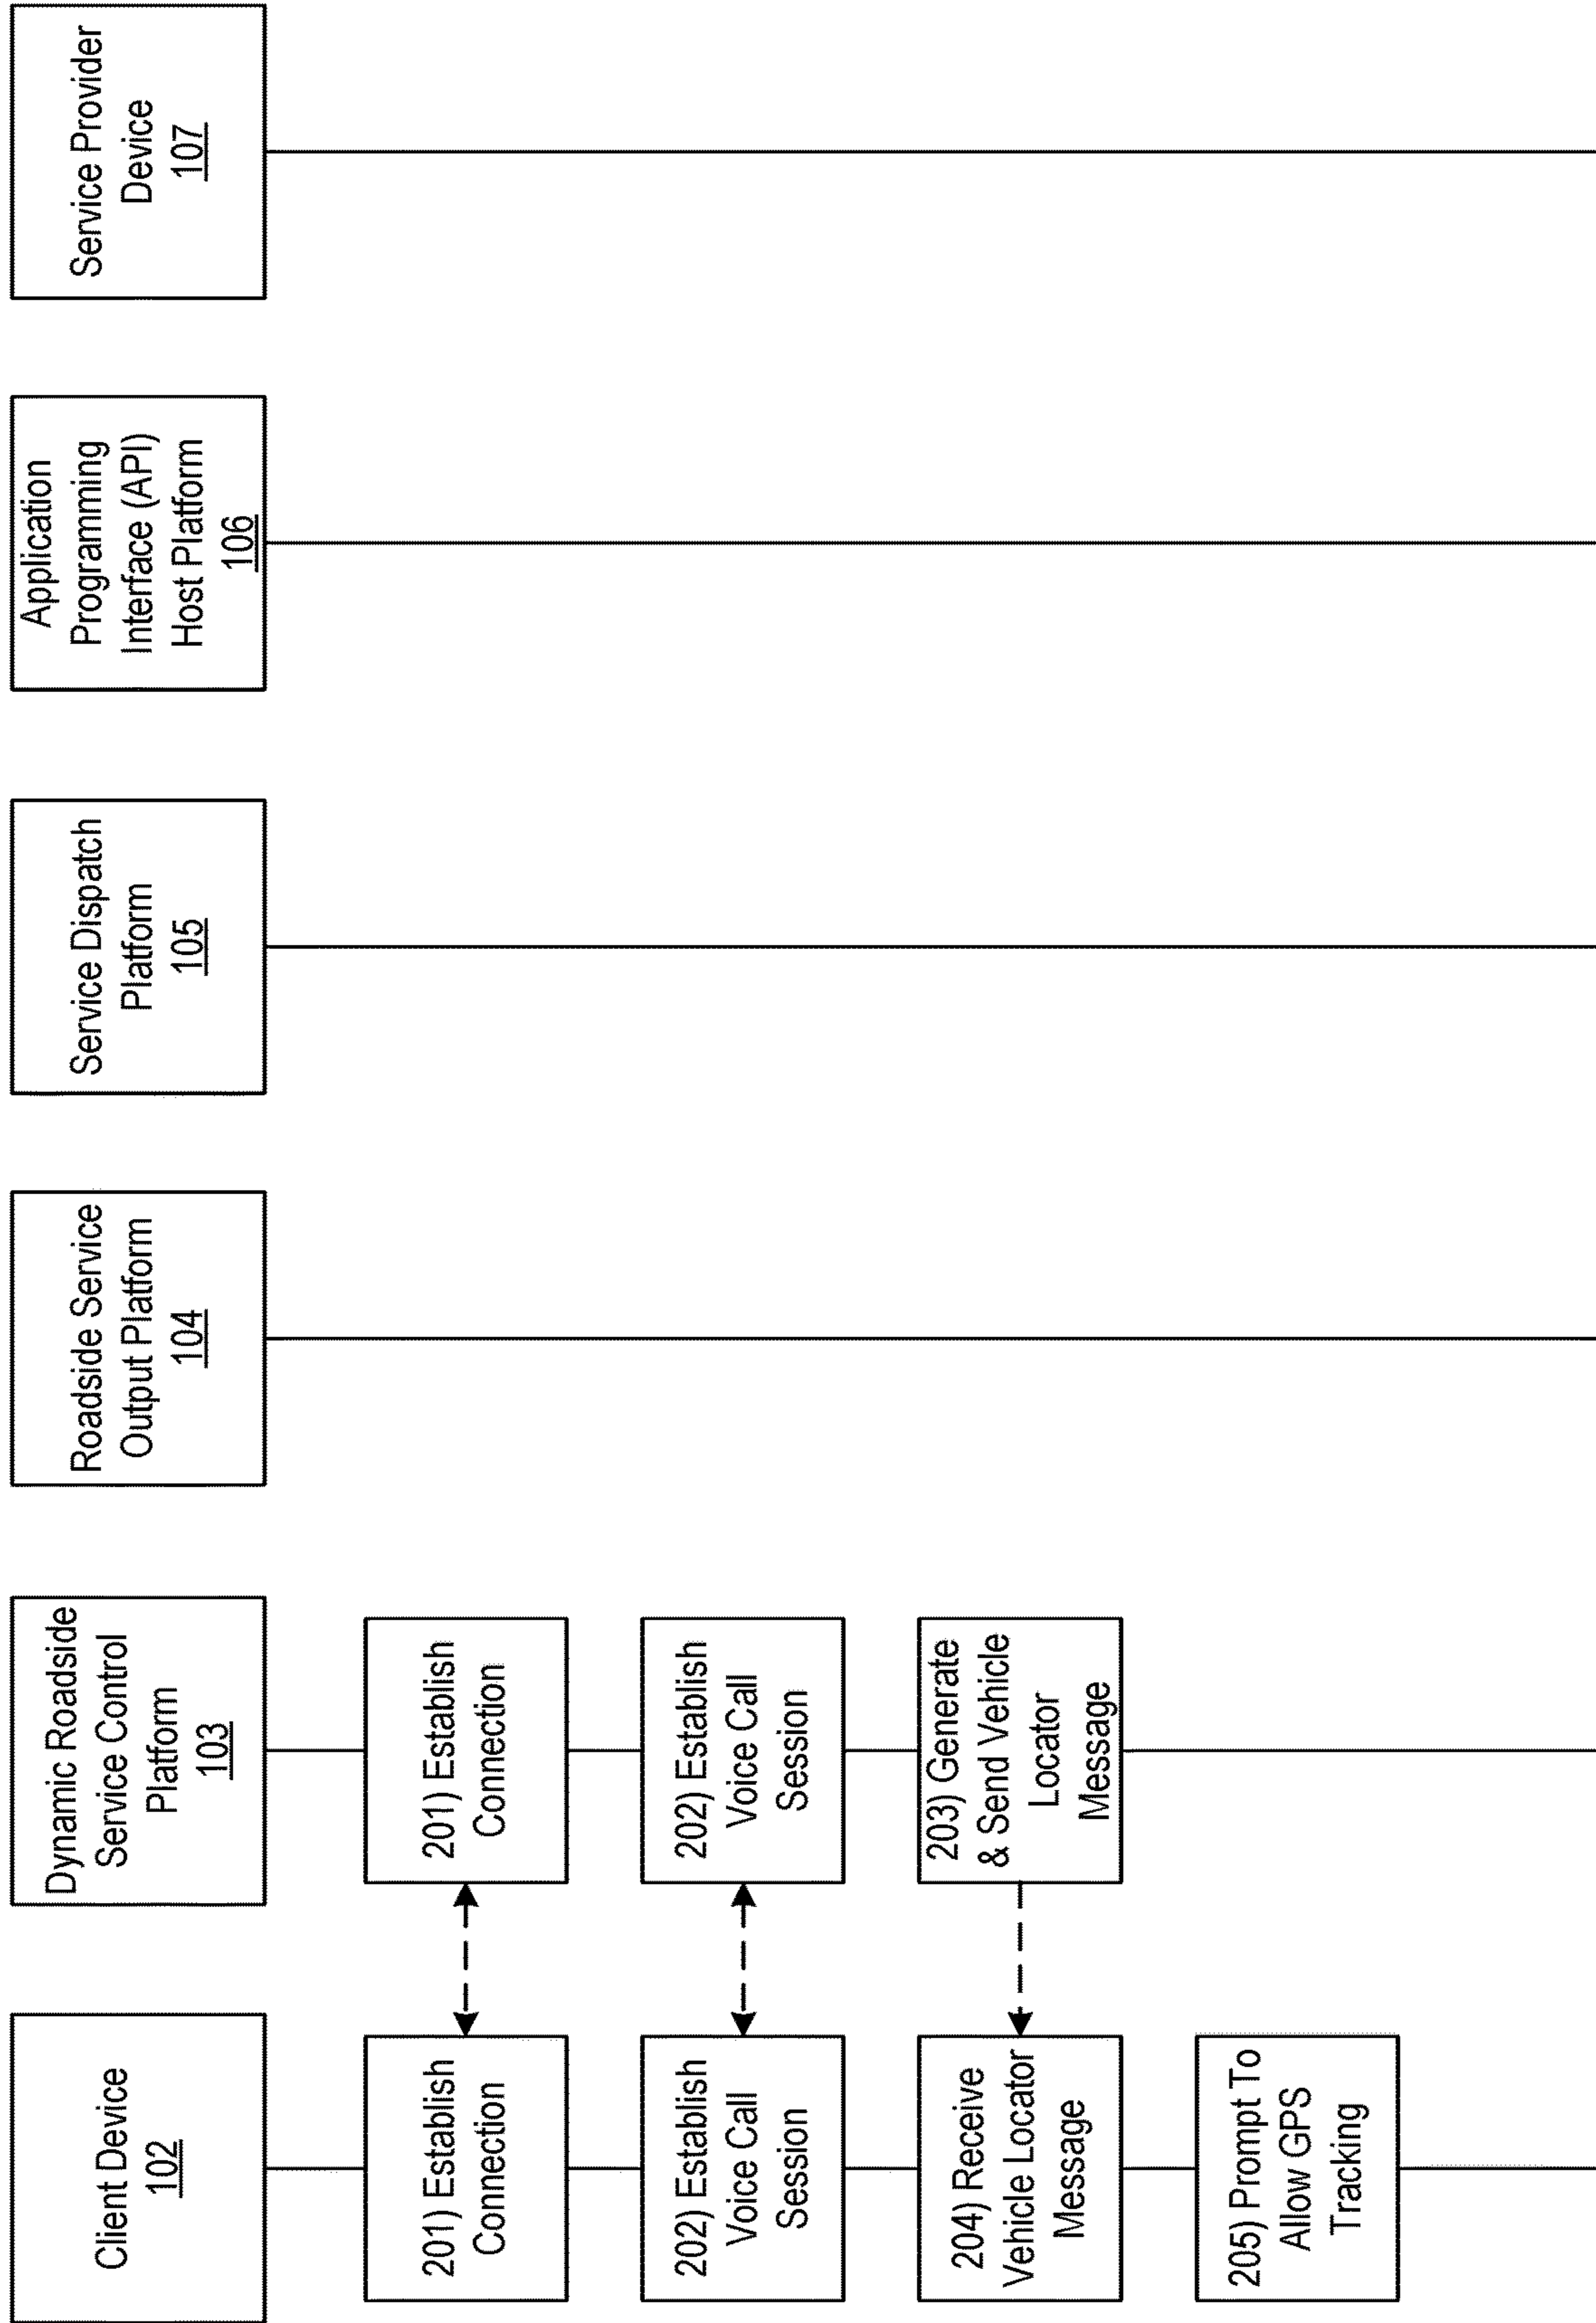 Client Device
102
Dynamic Roadside
Service Control
Platform
103
Roadside Service
Output Platform
104
Service Dispatch
Platform
105
Application
Programming
Interface (API)
Host Platform
106
Service Provider
Device
107
201) Establish
Connection
201) Establish
Connection
202) Establish
Voice Call
Session
202) Establish
Voice Call
Session
204) Receive
Vehicle Locator
Message
203) Generate
& Send Vehicle
Locator
Message
205) Prompt To
Allow GPS
Tracking